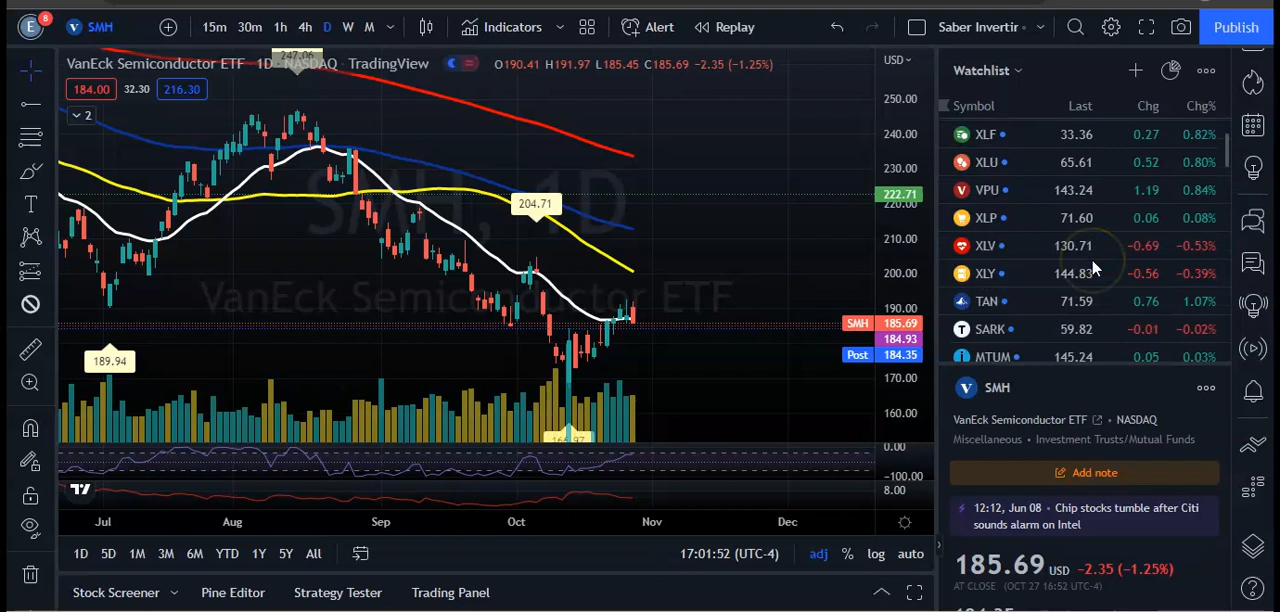 E 8 V SMH 15m 30m 1h 4h D W M Indicators Alert Replay Saber Invertir Publish
VanEck Semiconductor ETF 1D NASDAQ TradingView O190.41 H191.97 L185.45 C185.69 −2.35 (−1.25%)
247.06
184.00 32.30 216.30
2
USD
250.00
240.00
230.00
222.71
220.00
210.00
200.00
190.00
SMH 185.69
184.93
Post 184.35
170.00
160.00
0.00
−100.00
8.00
SMH, 1D
VanEck Semiconductor ETF
204.71
189.94
Jul Aug Sep Oct Nov Dec
1D 5D 1M 3M 6M YTD 1Y 5Y All 17:01:52 (UTC-4) adj % log auto
Stock Screener Pine Editor Strategy Tester Trading Panel
Watchlist
Symbol Last Chg Chg%
XLF 33.36 0.27 0.82%
XLU 65.61 0.52 0.80%
V VPU 143.24 1.19 0.84%
XLP 71.60 0.06 0.08%
XLV 130.71 −0.69 −0.53%
XLY 144.83 −0.56 −0.39%
TAN 71.59 0.76 1.07%
T SARK 59.82 −0.01 −0.02%
MTUM 145.24 0.05 0.03%
V SMH
VanEck Semiconductor ETF • NASDAQ
Miscellaneous • Investment Trusts/Mutual Funds
Add note
12:12, Jun 08 • Chip stocks tumble after Citi
sounds alarm on Intel
185.69 USD −2.35 (−1.25%)
AT CLOSE (OCT 27 16:52 UTC-4)